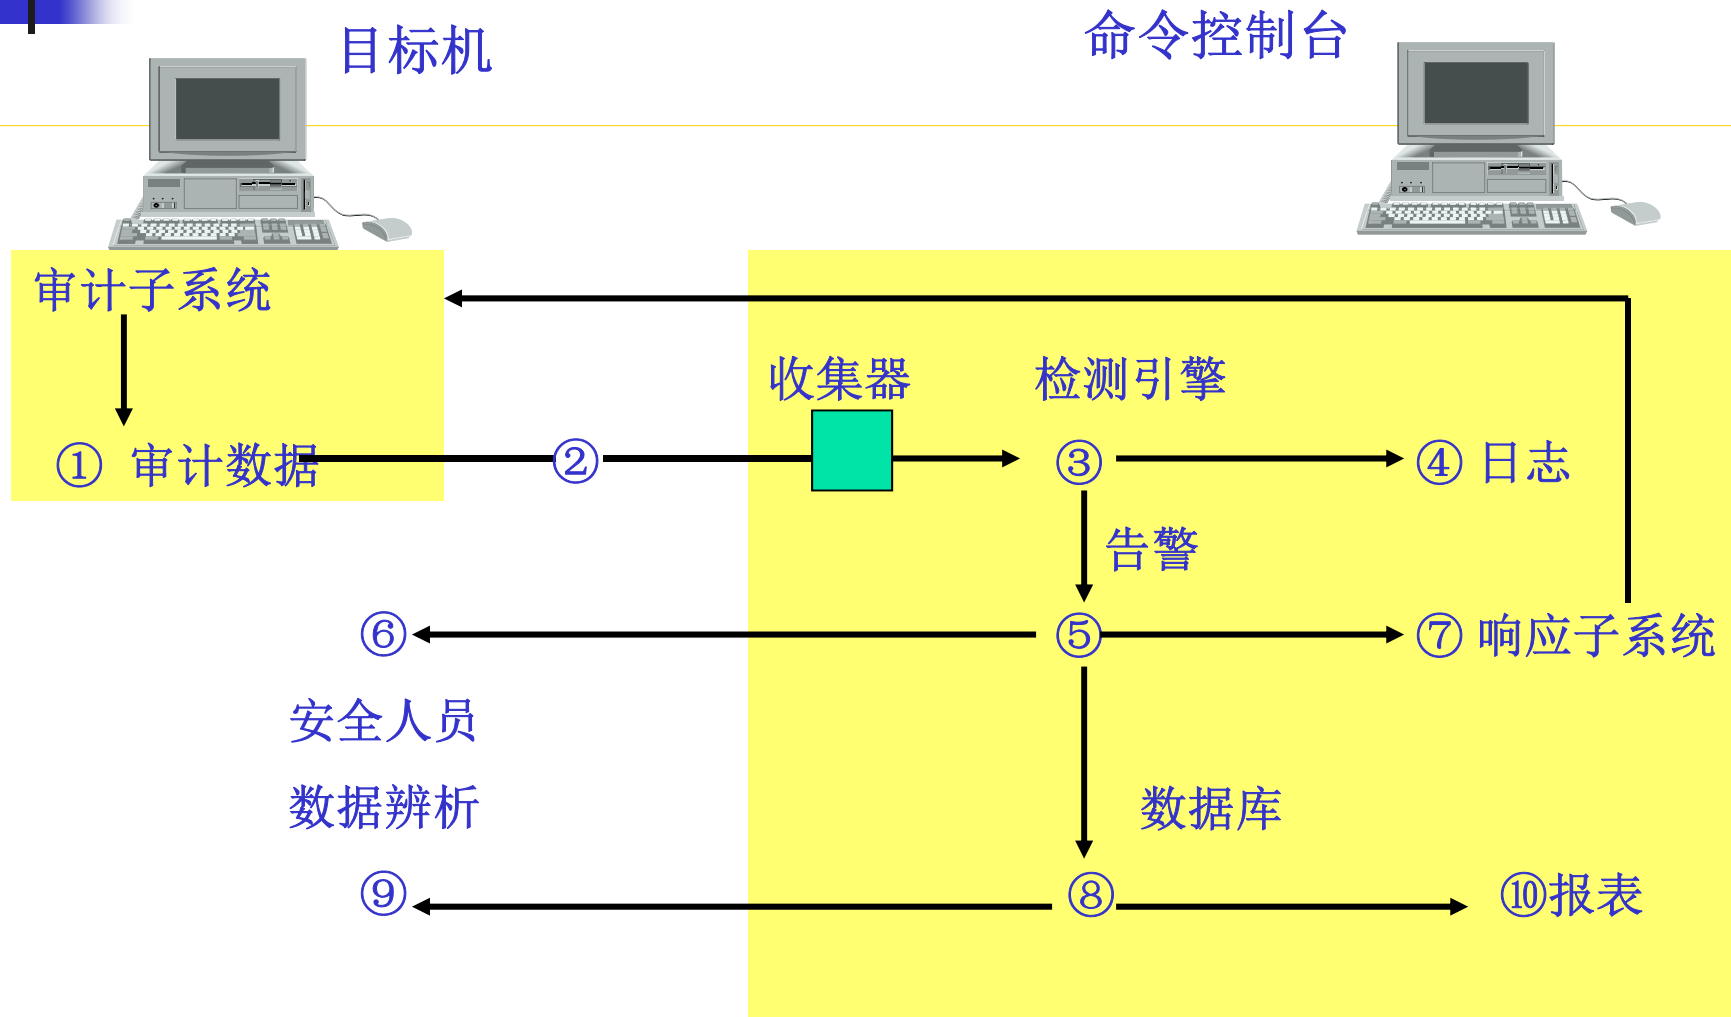 目标机
命令控制台
审计子系统
收集器
检测引擎
① 审计数据
②
③
④ 日志
告警
⑥
⑤
⑦ 响应子系统
安全人员
数据辨析
数据库
⑨
⑧
⑩报表